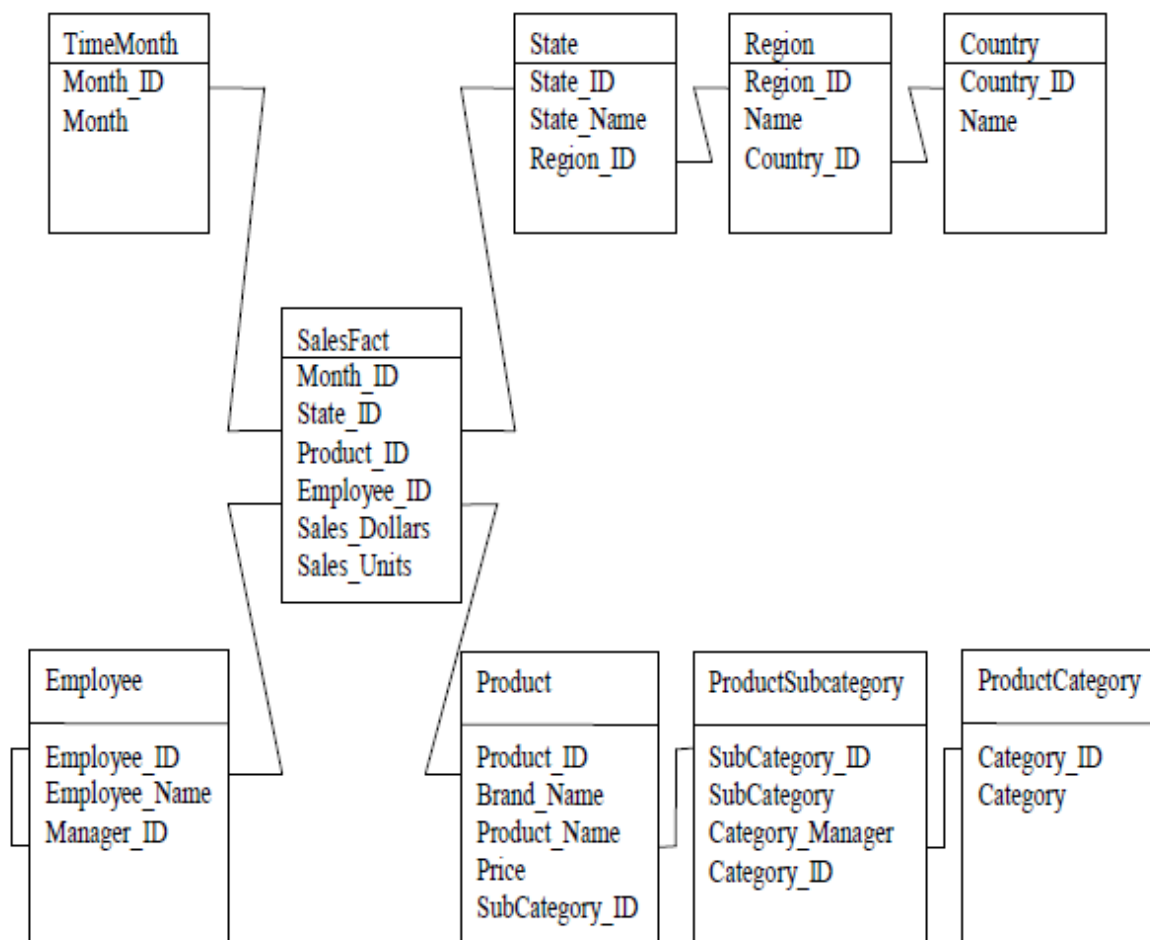 TimeMonth
Month_ID
Month
State
State_ID
State_Name
Region_ID
Region
Region_ID
Name
Country_ID
Country
Country_ID
Name
SalesFact
Month_ID
State_ID
Product_ID
Employee_ID
Sales_Dollars
Sales_Units
Employee
Employee_ID
Employee_Name
Manager_ID
Product
Product_ID
Brand_Name
Product_Name
Price
SubCategory_ID
ProductSubcategory
SubCategory_ID
SubCategory
Category_Manager
Category_ID
ProductCategory
Category_ID
Category